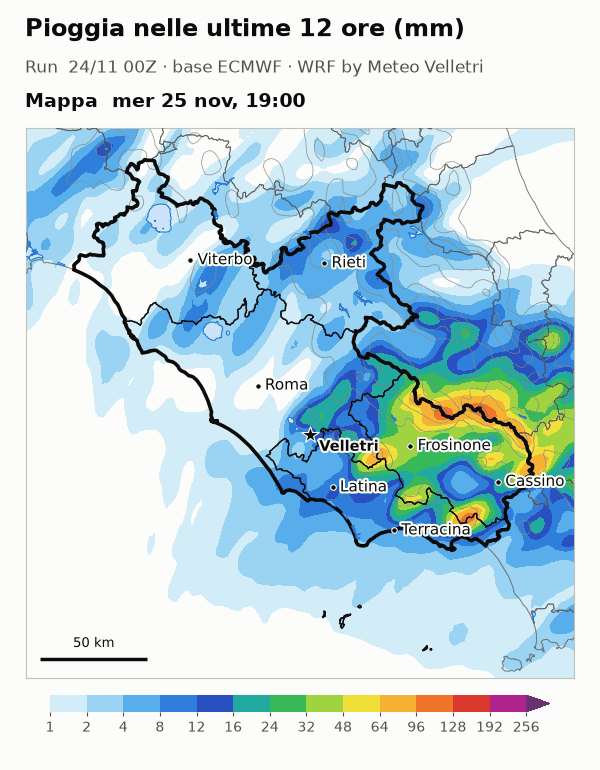 Pioggia nelle ultime 12 ore (mm)
Run  24/11 00Z · base ECMWF · WRF by Meteo Velletri
Mappa  mer 25 nov, 19:00
Viterbo
Rieti
Roma
Velletri
Frosinone
Latina
Cassino
Terracina
50 km
1 2 4 8 12 16 24 32 48 64 96 128 192 256